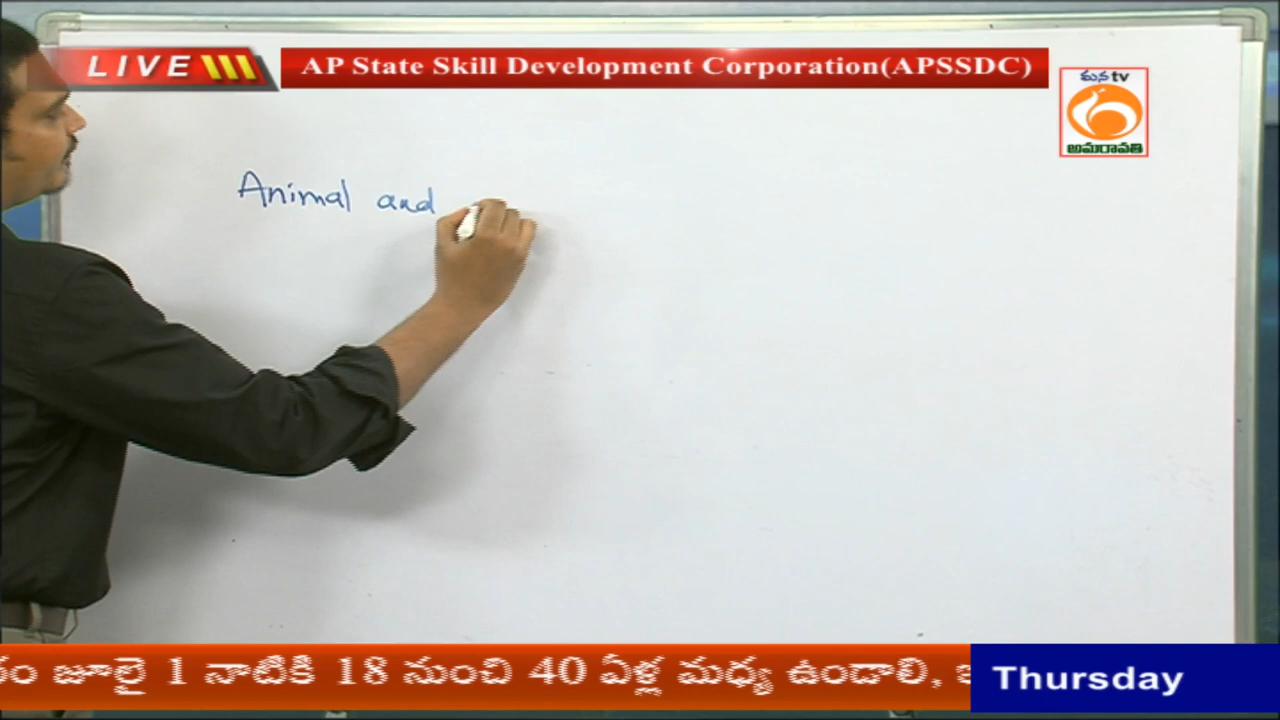 LIVE
AP State Skill Development Corporation(APSSDC)
మన tv
అమరావతి
Animal and
జూలై 1 నాటికి 18 నుంచి 40 ఏళ్ల మధ్య ఉండాలి,
Thursday